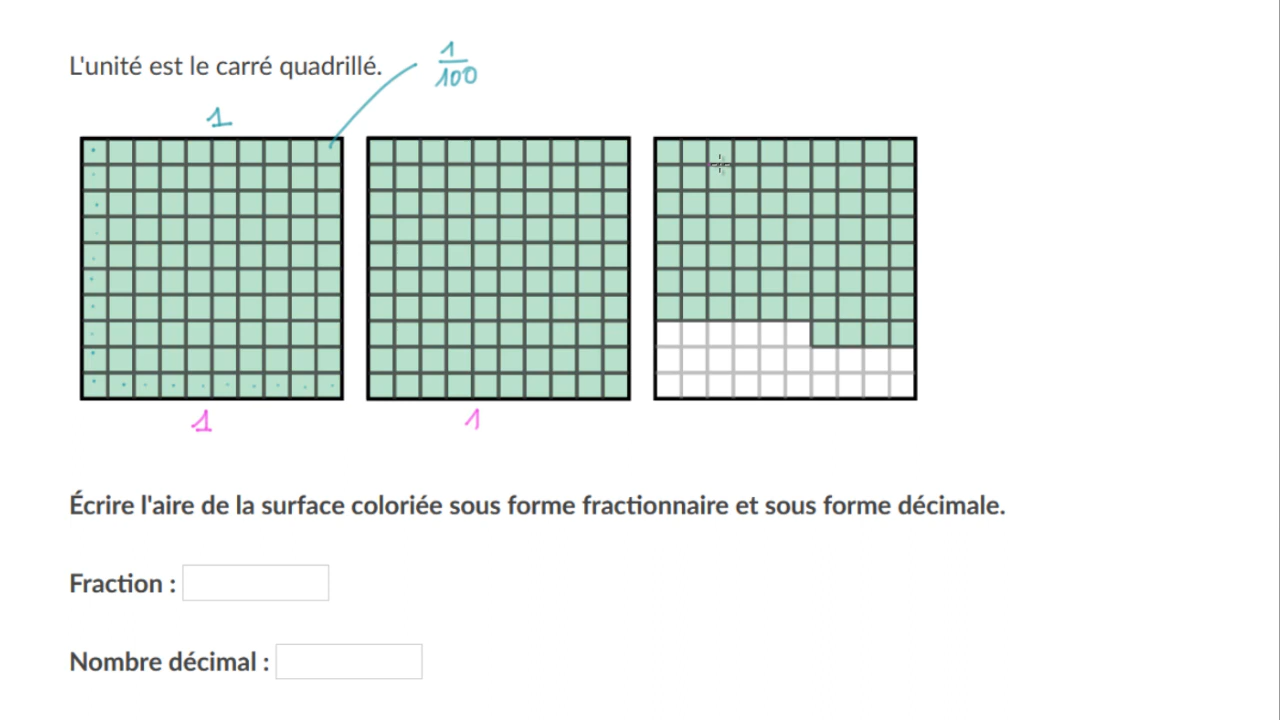 L'unité est le carré quadrillé.
1
100
1
1
1
Écrire l'aire de la surface coloriée sous forme fractionnaire et sous forme décimale.
Fraction :
Nombre décimal :